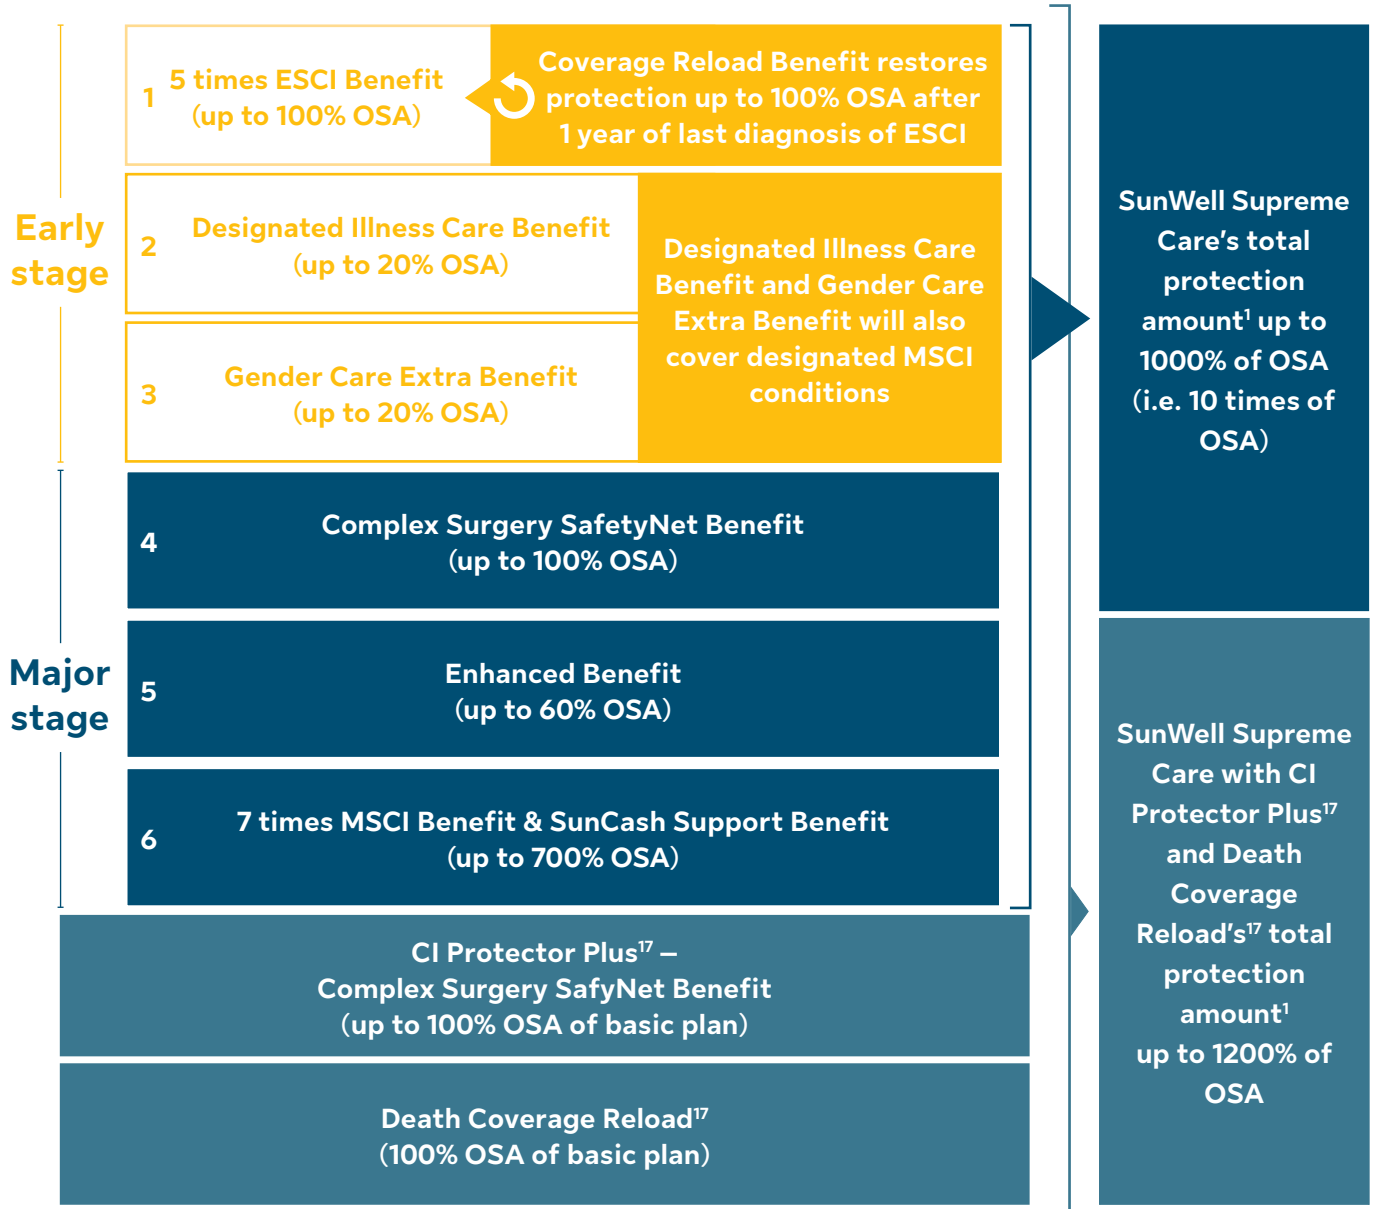 Early
stage
1
5 times ESCI Benefit
(up to 100% OSA)
Coverage Reload Benefit restores
protection up to 100% OSA after
1 year of last diagnosis of ESCI
2
Designated Illness Care Benefit
(up to 20% OSA)
3
Gender Care Extra Benefit
(up to 20% OSA)
Designated Illness Care
Benefit and Gender Care
Extra Benefit will also
cover designated MSCI
conditions
Major
stage
4
Complex Surgery SafetyNet Benefit
(up to 100% OSA)
5
Enhanced Benefit
(up to 60% OSA)
6
7 times MSCI Benefit & SunCash Support Benefit
(up to 700% OSA)
CI Protector Plus¹⁷ –
Complex Surgery SafyNet Benefit
(up to 100% OSA of basic plan)
Death Coverage Reload¹⁷
(100% OSA of basic plan)
SunWell Supreme
Care’s total
protection
amount¹ up to
1000% of OSA
(i.e. 10 times of
OSA)
SunWell Supreme
Care with CI
Protector Plus¹⁷
and Death
Coverage
Reload’s¹⁷ total
protection
amount¹
up to 1200% of
OSA